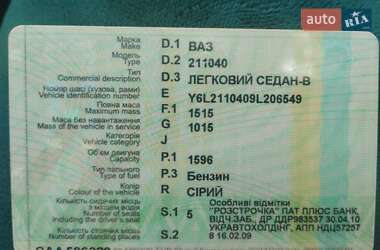 auto RIA
Марка D.1 ВАЗ
Make
Модель D.2 211040
Type
Тип D.3 ЛЕГКОВИЙ СЕДАН-В
Commercial description
Номер шасі (кузова, рами) E Y6L2110409L206549
Vehicle identification number
Повна маса F.1 1515
Maximum mass
Маса без навантаження G 1015
Mass of the vehicle in service
Категорія J
Vehicle category
Об'єм двигуна P.1 1596
Capacity
Тип пального P.3 Бензин
Type of fuel
Колір R СІРИЙ
Colour of the vehicle
Кількість сидячих місць S.1 5 Особливі відмітки
з місцем водія "РОЗСТРОЧКА" ПАТ ПЛЮС БАНК,
Number of seats
including the driver's seat ВІДЧ.ЗАБ., ДР ДДР983537 30.04.10
Кількість стоячих місць S.2 УКРАВТОХОЛДІНГ, АПП НДЦ57257
Number of standing places 8 16.02.09